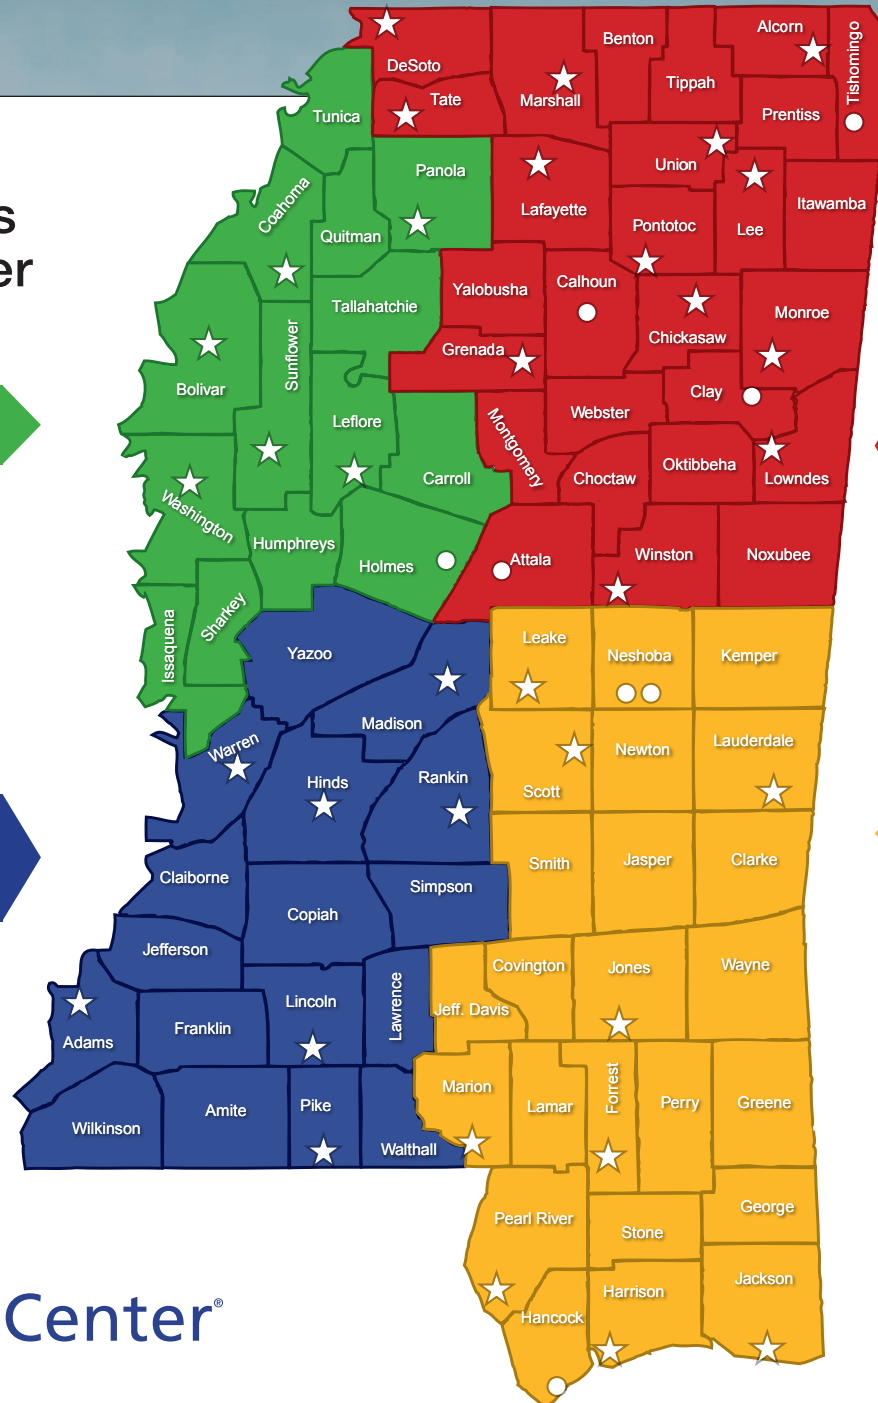 s
er
DeSoto
Benton
Alcorn
Tishomingo
Tate
Marshall
Tippah
Prentiss
Tunica
Panola
Union
Coahoma
Quitman
Lafayette
Pontotoc
Lee
Itawamba
Tallahatchie
Yalobusha
Calhoun
Chickasaw
Monroe
Bolivar
Sunflower
Grenada
Leflore
Montgomery
Webster
Clay
Carroll
Choctaw
Oktibbeha
Lowndes
Washington
Humphreys
Holmes
Attala
Winston
Noxubee
Issaquena
Sharkey
Yazoo
Leake
Neshoba
Kemper
Madison
Warren
Hinds
Rankin
Scott
Newton
Lauderdale
Claiborne
Copiah
Simpson
Smith
Jasper
Clarke
Jefferson
Lincoln
Lawrence
Jeff. Davis
Covington
Jones
Wayne
Adams
Franklin
Wilkinson
Amite
Pike
Walthall
Marion
Lamar
Forrest
Perry
Greene
Pearl River
Stone
George
Hancock
Harrison
Jackson
Center®